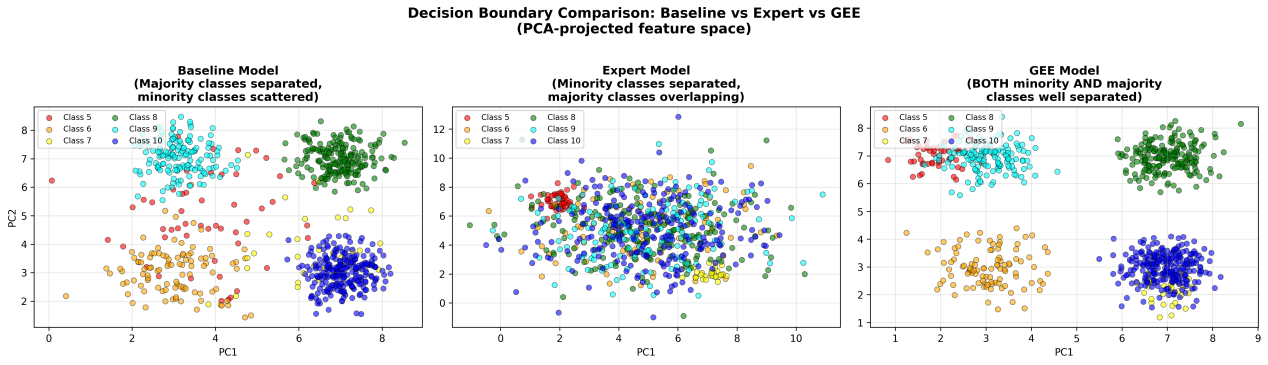 Decision Boundary Comparison: Baseline vs Expert vs GEE
(PCA-projected feature space)
Baseline Model
(Majority classes separated,
minority classes scattered)
Class 5
Class 6
Class 7
Class 8
Class 9
Class 10
8
7
6
5
4
3
2
PC2
0
2
4
6
8
PC1
Expert Model
(Minority classes separated,
majority classes overlapping)
Class 5
Class 6
Class 7
Class 8
Class 9
Class 10
12
10
8
6
4
2
0
0
2
4
6
8
10
PC1
GEE Model
(BOTH minority AND majority
classes well separated)
Class 5
Class 6
Class 7
Class 8
Class 9
Class 10
8
7
6
5
4
3
2
1
1
2
3
4
5
6
7
8
9
PC1